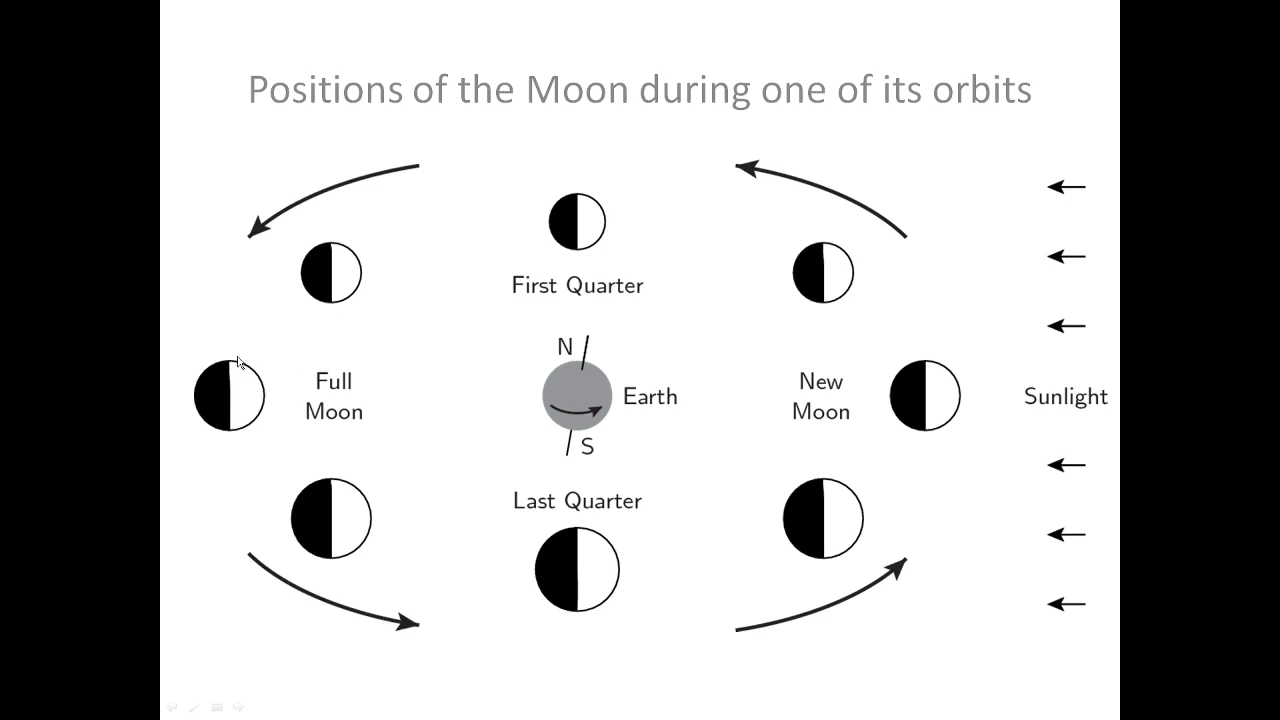 Positions of the Moon during one of its orbits
First Quarter
N
Full
Moon
Earth
New
Moon
Sunlight
S
Last Quarter